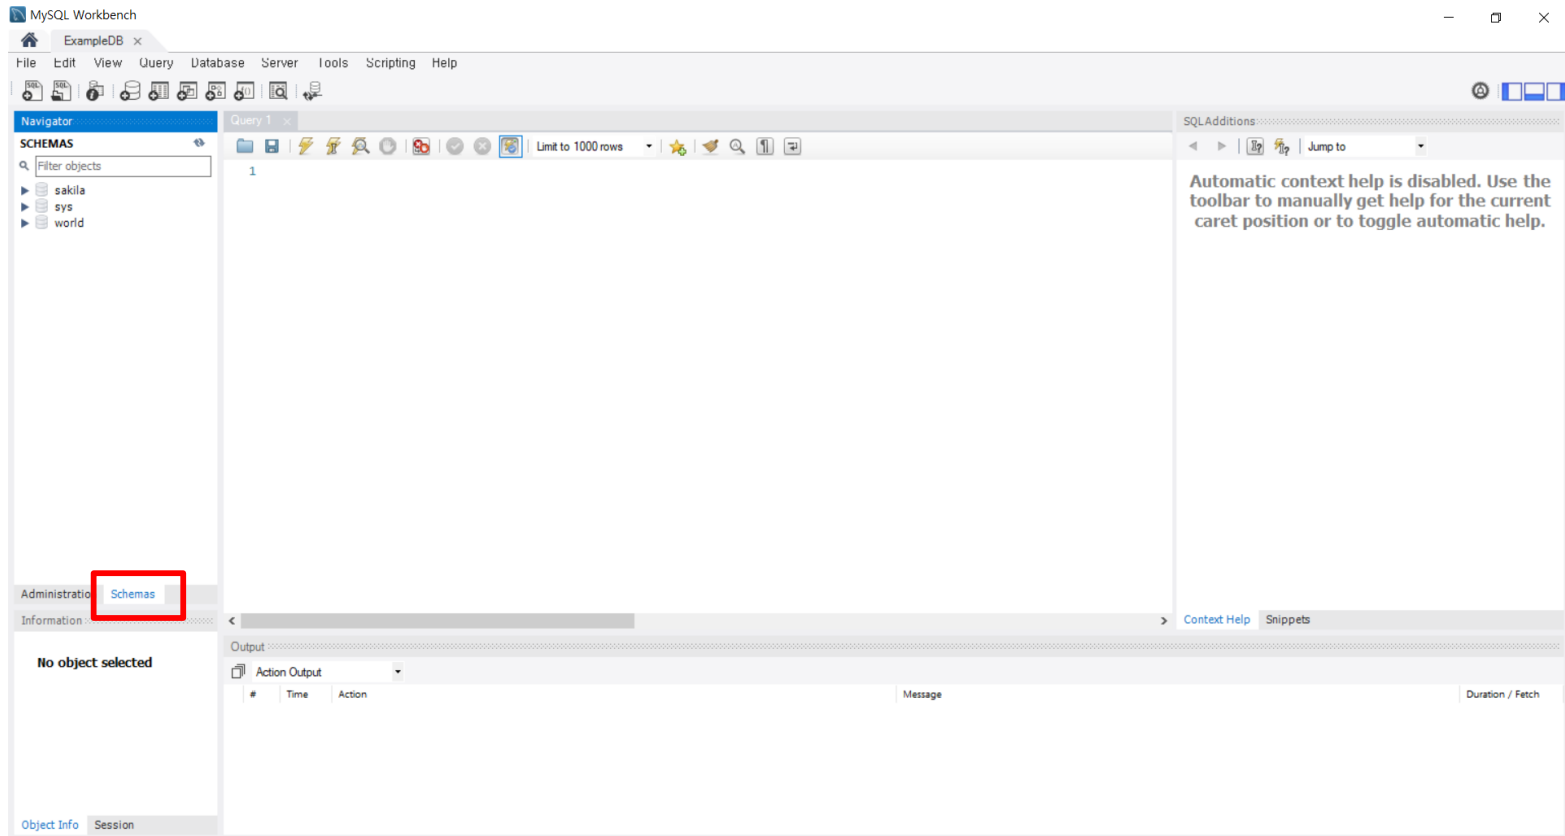 MySQL Workbench
ExampleDB
File Edit View Query Database Server Tools Scripting Help
Navigator
SCHEMAS
Filter objects
sakila
sys
world
Administratio
Schemas
Information
No object selected
Object Info Session
Query 1
Limit to 1000 rows
1
Output
Action Output
# Time Action Message Duration / Fetch
SQLAdditions
Jump to
Automatic context help is disabled. Use the
toolbar to manually get help for the current
caret position or to toggle automatic help.
Context Help Snippets